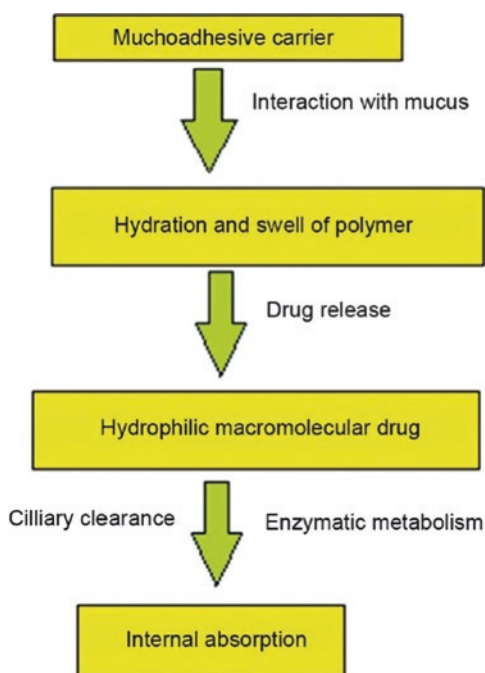 Muchoadhesive carrier
Interaction with mucus
Hydration and swell of polymer
Drug release
Hydrophilic macromolecular drug
Cilliary clearance
Enzymatic metabolism
Internal absorption